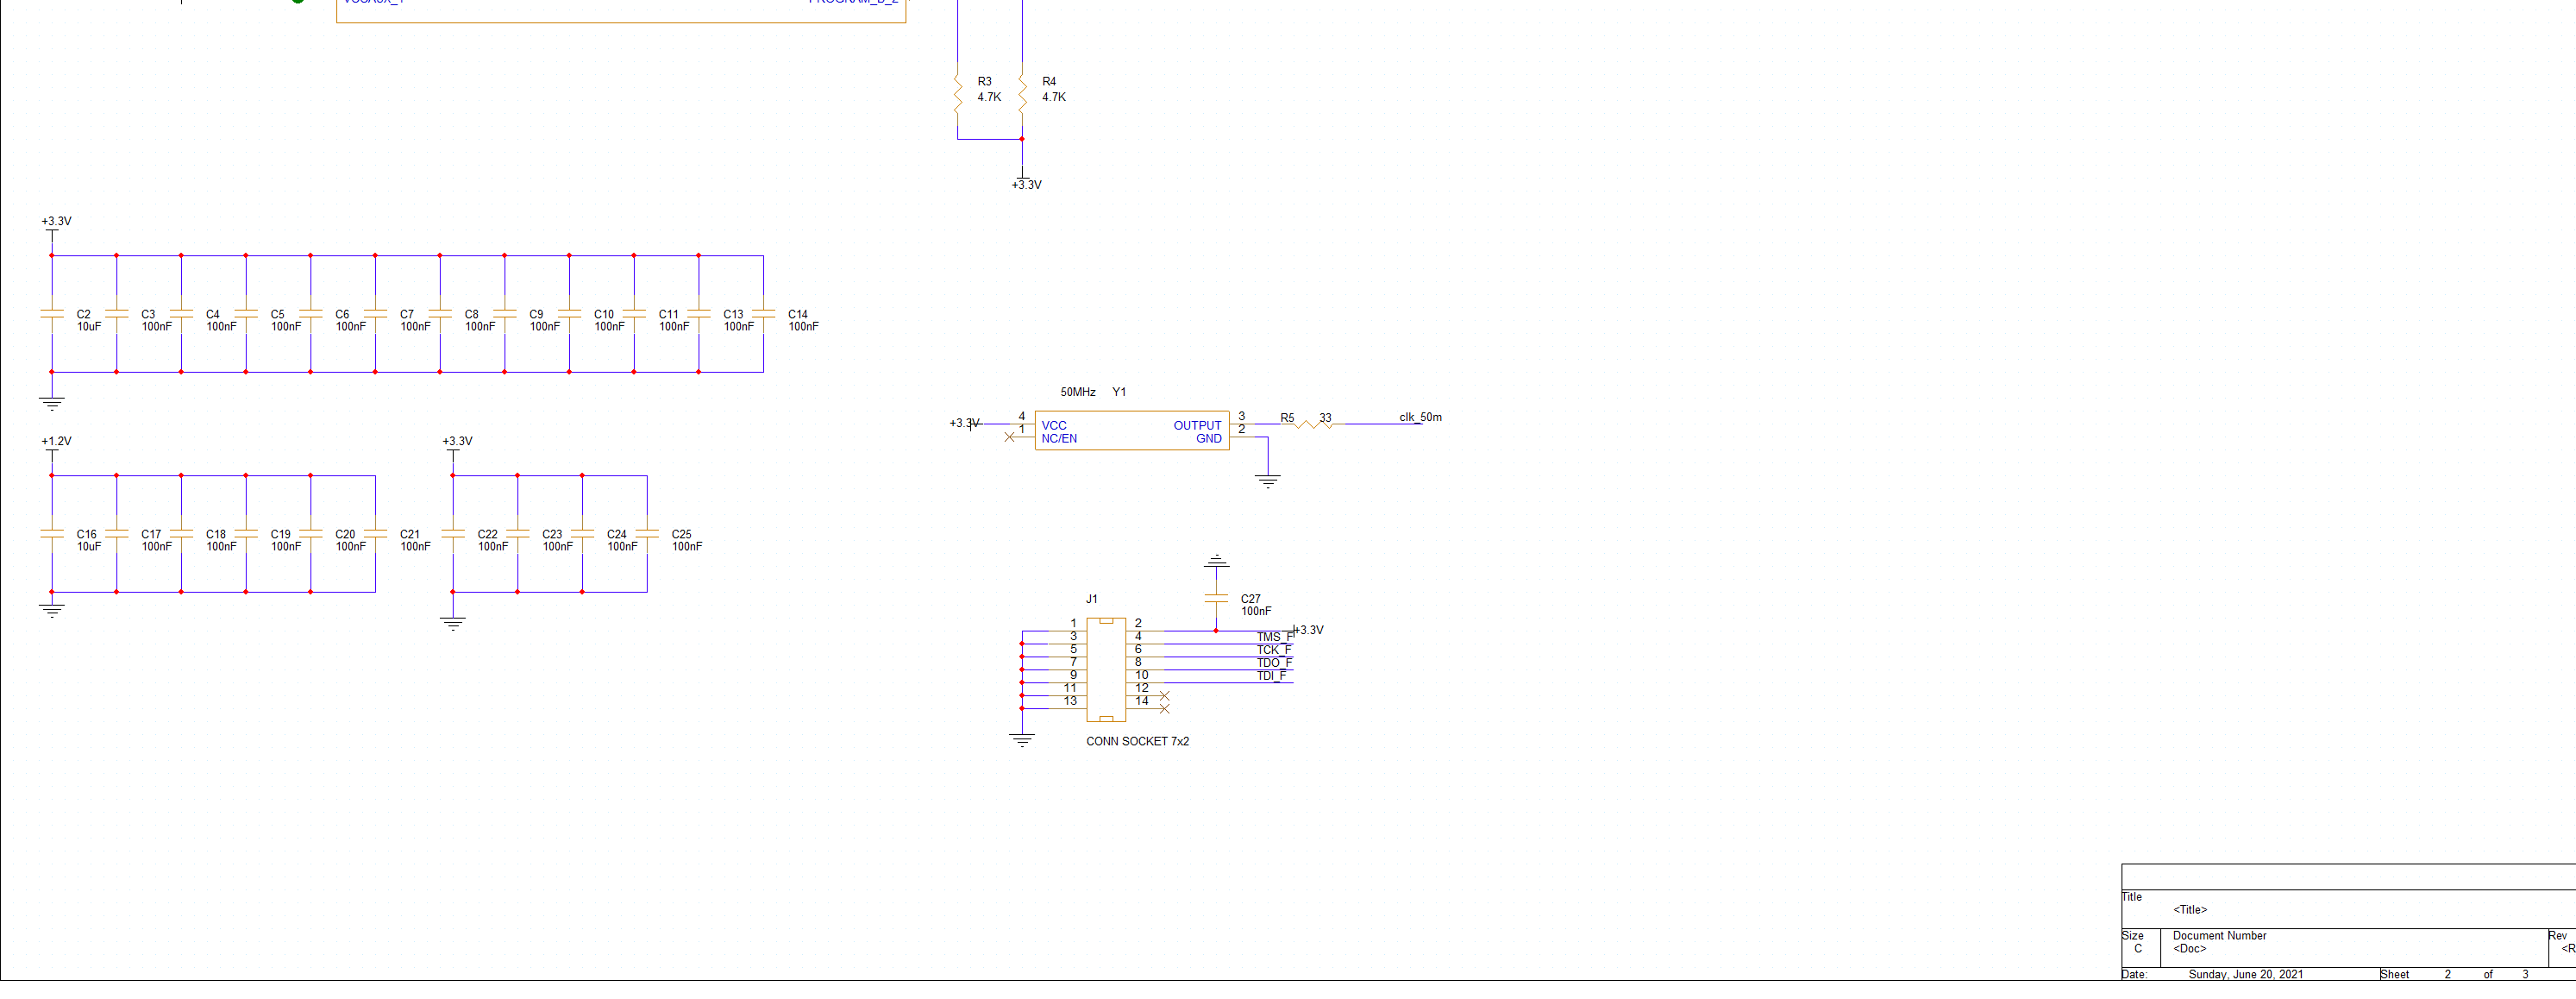 R3
4.7K
R4
4.7K
+3.3V
+3.3V
C2
10uF
C3
100nF
C4
100nF
C5
100nF
C6
100nF
C7
100nF
C8
100nF
C9
100nF
C10
100nF
C11
100nF
C13
100nF
C14
100nF
50MHz Y1
+3.3V
4
1
VCC
NC/EN
OUTPUT
GND
3
2
R5 33
clk_50m
+1.2V
C16
10uF
C17
100nF
C18
100nF
C19
100nF
C20
100nF
C21
100nF
+3.3V
C22
100nF
C23
100nF
C24
100nF
C25
100nF
C27
100nF
J1
1 2
+3.3V
3 4 TMS_F
5 6 TCK_F
7 8 TDO_F
9 10 TDI_F
11 12
13 14
CONN SOCKET 7x2
Title
<Title>
Size
C
Document Number
<Doc>
Rev
Date: Sunday, June 20, 2021 Sheet 2 of 3